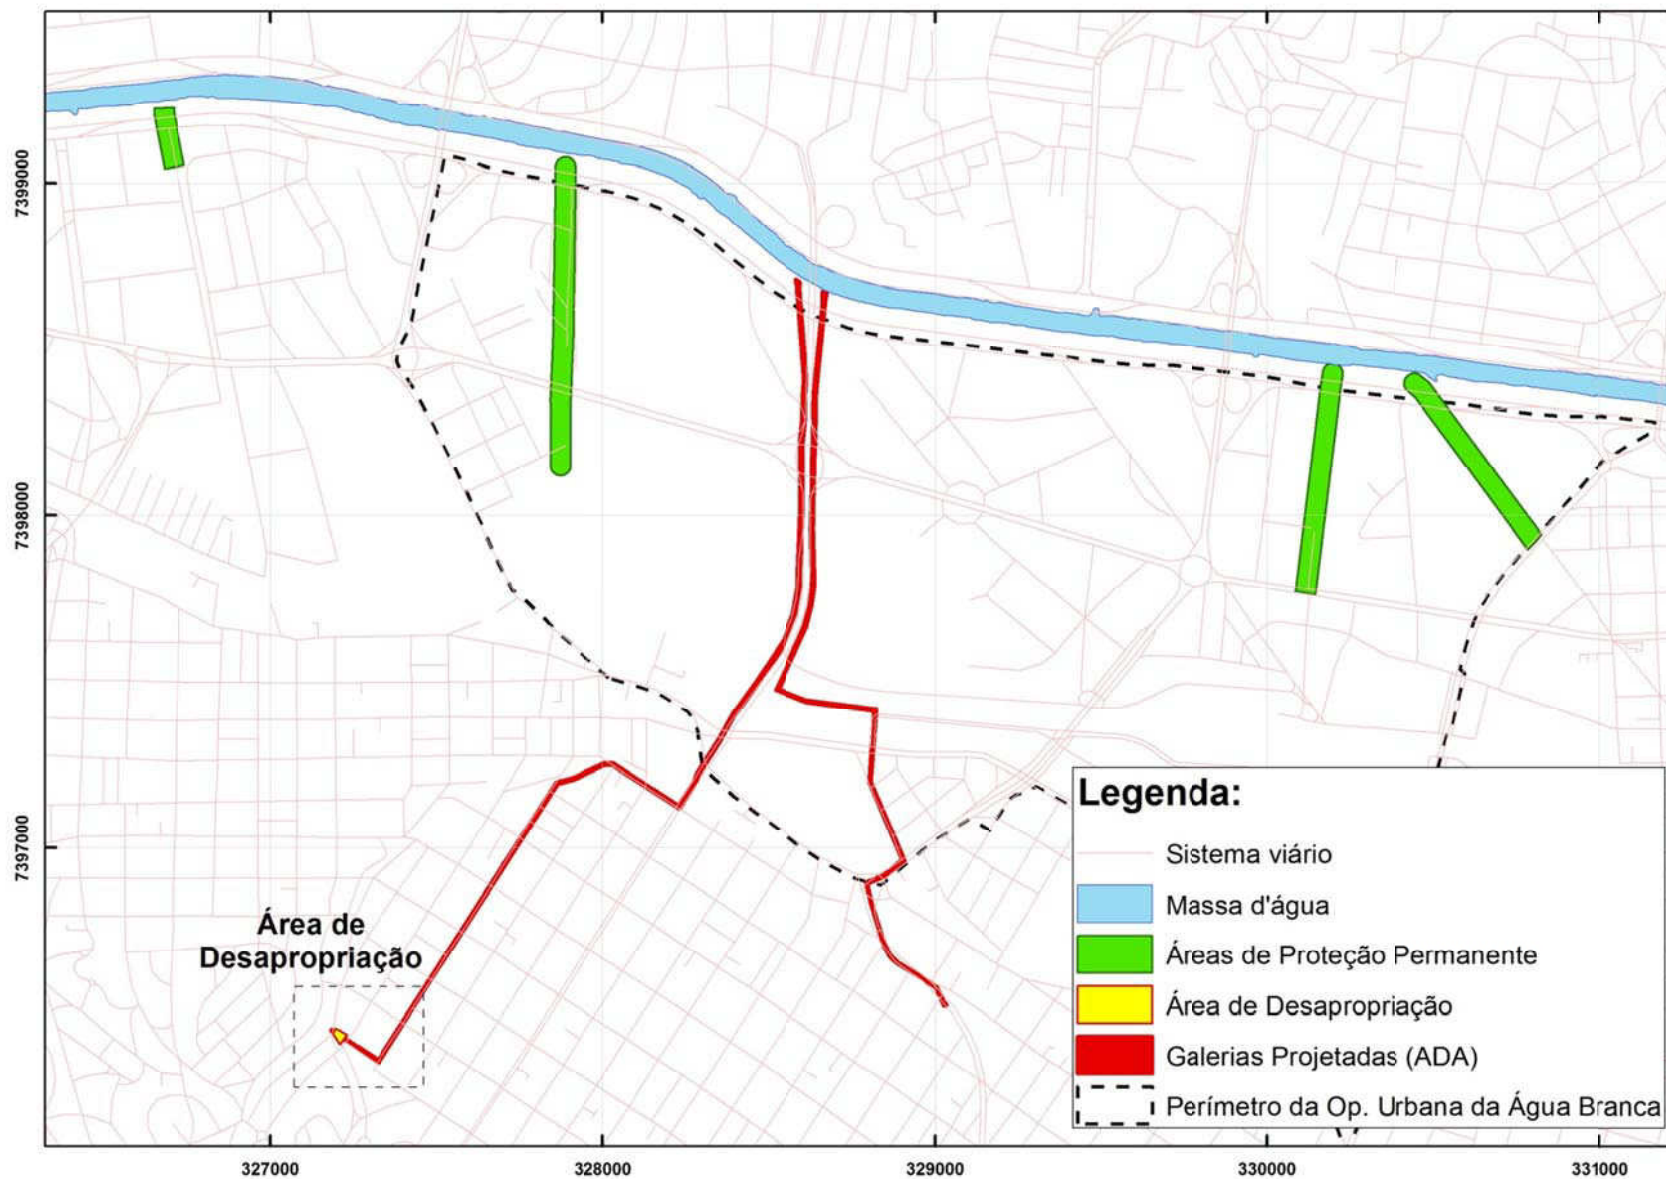 7399000
7398000
7397000
Área de
Desapropriação
Legenda:
Sistema viário
Massa d'água
Áreas de Proteção Permanente
Área de Desapropriação
Galerias Projetadas (ADA)
Perímetro da Op. Urbana da Água Branca
327000
328000
329000
330000
331000